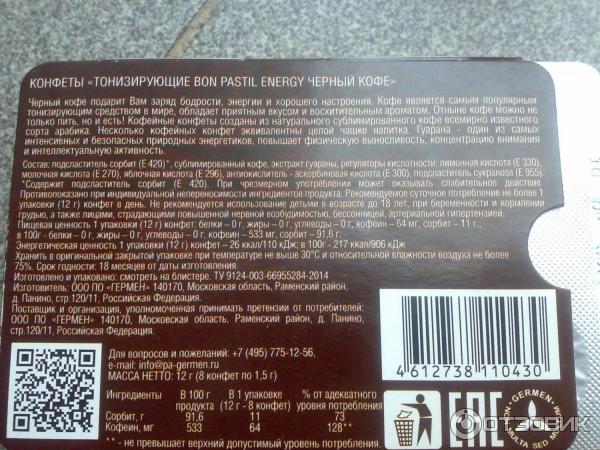 КОНФЕТЫ «ТОНИЗИРУЮЩИЕ BON PASTIL ENERGY ЧЕРНЫЙ КОФЕ»
Черный кофе подарит Вам заряд бодрости, энергии и хорошего настроения. Кофе является самым популярным
тонизирующим средством в мире, обладает приятным вкусом и восхитительным ароматом. Отныне кофе можно не
только пить, но и есть! Кофейные конфеты созданы из натурального сублимированного кофе всемирно известного
сорта арабика. Несколько кофейных конфет эквивалентны целой чашке напитка. Гуарана - один из самых
интенсивных и безопасных природных энергетиков, повышает физическую выносливость, концентрацию внимания
и интеллектуальную активность.
Состав: подсластитель сорбит (Е 420)*, сублимированный кофе, экстракт гуараны, регуляторы кислотности: лимонная кислота (Е 330),
молочная кислота (Е 270), яблочная кислота (Е 296), антиокислитель - аскорбиновая кислота (Е 300), подсластитель сукралоза (Е 955).
*Содержит подсластитель сорбит (Е 420). При чрезмерном употреблении может оказывать слабительное действие
Противопоказано при индивидуальной непереносимости ингредиентов продукта. Рекомендуемое суточное потребление не более 1
упаковки (12 г) конфет в день. Не рекомендуется использование детьми в возрасте до 18 лет, при беременности и кормлении
грудью, а также лицами, страдающими повышенной нервной возбудимостью, бессонницей, артериальной гипертензией.
Пищевая ценность 1 упаковки (12 г) конфет: белки – 0 г, жиры – 0 г, углеводы – 0 г, кофеин – 64 мг, сорбит – 11 г.;
в 100г - белки – 0 г, жиры – 0 г, углеводы – 0 г, кофеин – 533 мг, сорбит – 91,6 г.
Энергетическая ценность 1 упаковки (12 г) конфет – 26 ккал/110 кДж; в 100г - 217 ккал/906 кДж
Хранить в оригинальной закрытой упаковке при температуре не выше 30°С и относительной влажности воздуха не более
75%. Срок годности: 18 месяцев от даты изготовления.
Изготовлено и упаковано: смотреть на блистере. ТУ 9124-003-66955284-2014
Изготовитель: ООО ПО «ГЕРМЕН» 140170, Московская область, Раменский район,
д. Панино, стр.120/11, Российская Федерация.
Поставщик и организация, уполномоченная принимать претензии от потребителей:
ООО ПО «ГЕРМЕН» 140170, Московская область, Раменский район, д. Панино,
стр.120/11, Российская Федерация.
Для вопросов и пожеланий: +7 (495) 775-12-56,
e-mail: info@pa-germen.ru
МАССА НЕТТО: 12 г (8 конфет по 1,5 г)
Ингредиенты В 100 г продукта В 1 упаковке (12 г - 8 конфет) % от адекватного уровня потребления
Сорбит, г 91,6 11 73
Кофеин, мг 533 64 128**
** - не превышает верхний допустимый уровень потребления.
4612738110430
EAC
GERMEN
MULTA SED
ОТЗОВИК